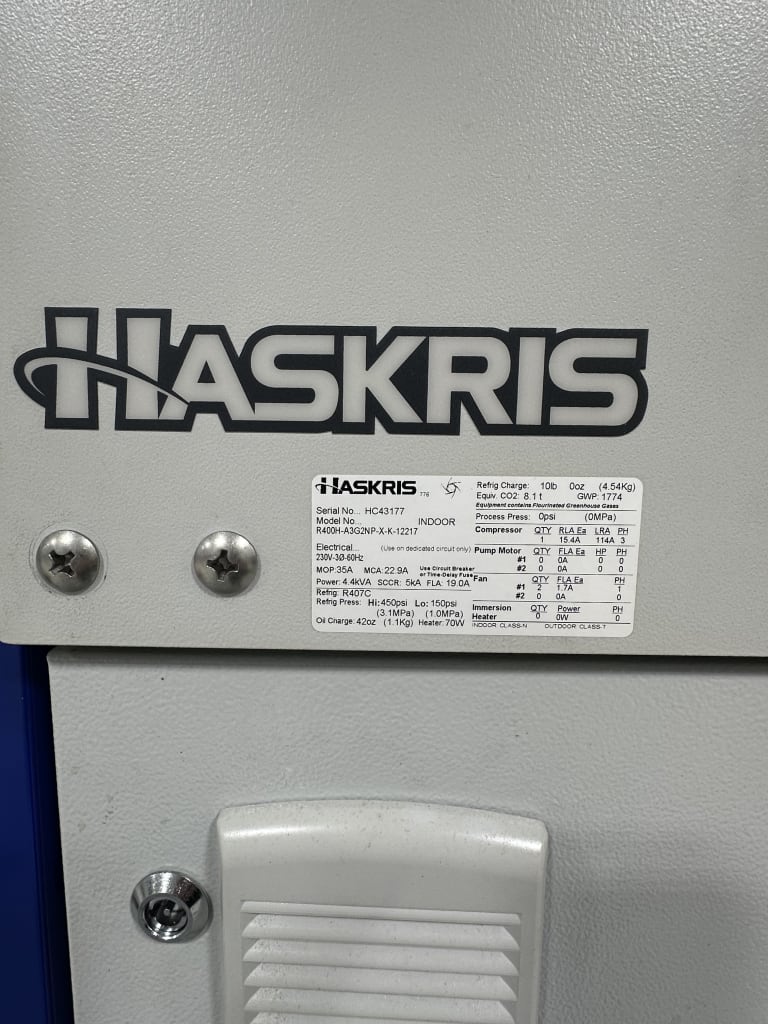 HASKRIS
HASKRIS 776
Serial No... HC43177
Model No... INDOOR
R400H-A3G2NP-X-K-12217
Electrical... (Use on dedicated circuit only)
230V-3Ø-60Hz
MOP:35A MCA:22.9A Use Circuit Breaker or Time-Delay Fuse
Power: 4.4kVA SCCR: 5kA FLA: 19.0A
Refrig: R407C
Refrig Press: Hi:450psi Lo:150psi
(3.1MPa) (1.0MPa)
Oil Charge: 42oz (1.1Kg) Heater: 70W
Refrig Charge: 10lb 0oz (4.54Kg)
Equiv. CO2: 8.1 t GWP: 1774
Equipment contains Flourinated Greenhouse Gases
Process Press: 0psi (0MPa)
Compressor QTY RLA Ea LRA PH
1 15.4A 114A 3
Pump Motor QTY FLA Ea HP PH
#1 0 0A 0 0
#2 0 0A 0 0
Fan QTY FLA Ea PH
#1 2 1.7A 1
#2 0 0A 0
Immersion Heater QTY Power PH
0 0W 0
INDOOR CLASS-N OUTDOOR CLASS-T